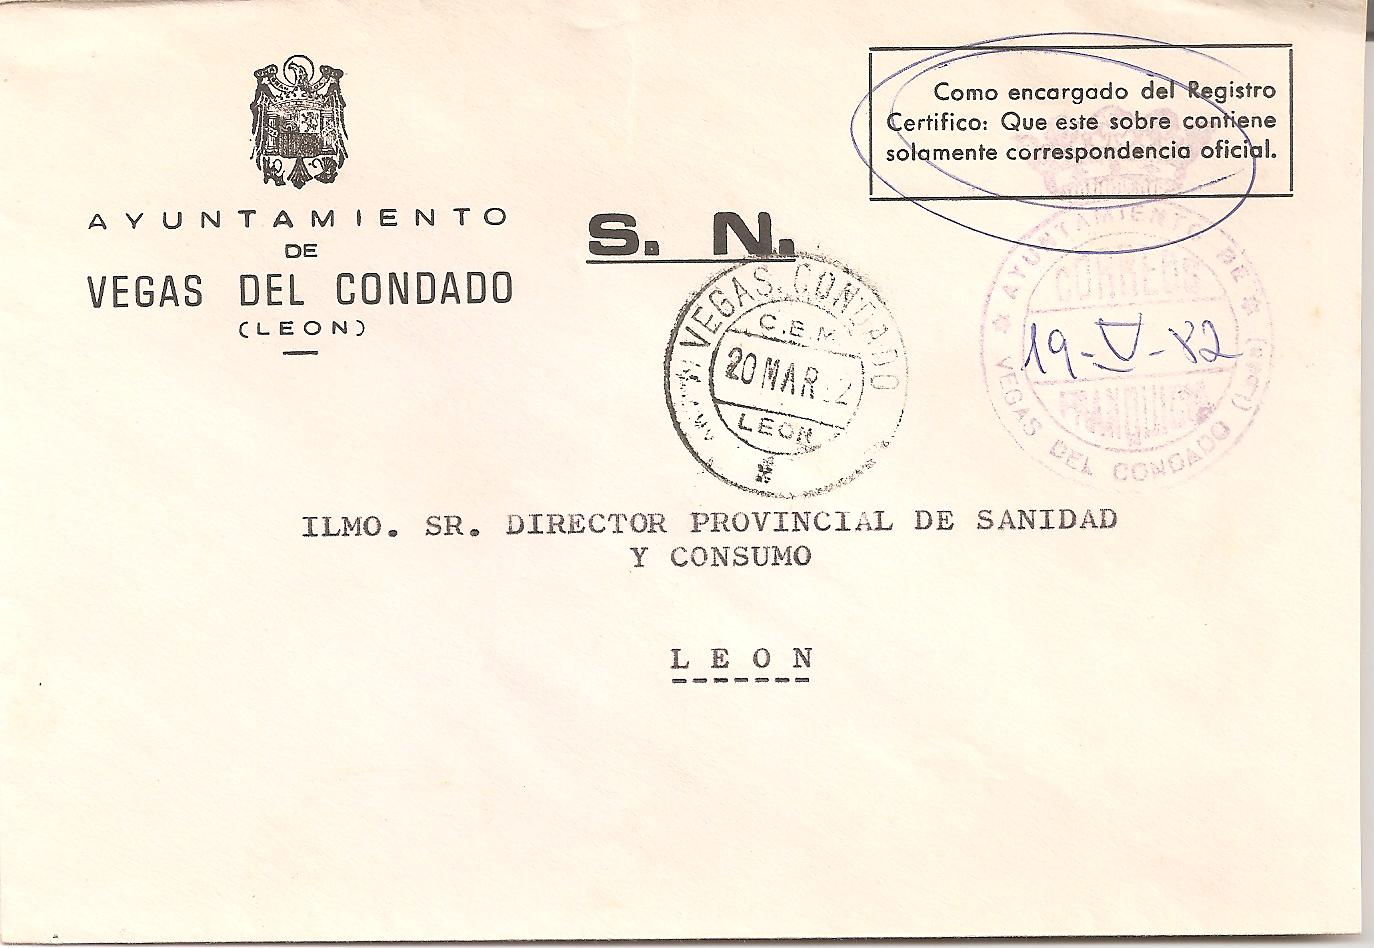 AYUNTAMIENTO
DE
VEGAS DEL CONDADO
(LEON)
S. N.
Como encargado del Registro
Certifico: Que este sobre contiene
solamente correspondencia oficial.
VEGAS CONDADO
C.E.M.
20 MAR 2
LEON
AYUNTAMIENTO DE
CORREOS
19-V-82
FRANQUICIA
VEGAS DEL CONDADO (León)
ILMO. SR. DIRECTOR PROVINCIAL DE SANIDAD
Y CONSUMO
LEON